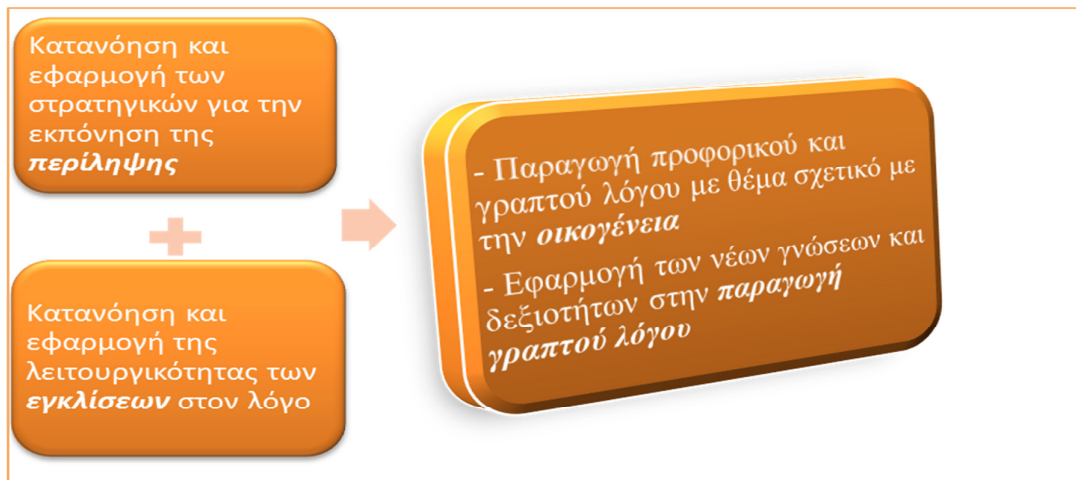 Κατανόηση και
εφαρμογή των
στρατηγικών για την
εκπόνηση της
περίληψης
Κατανόηση και
εφαρμογή της
λειτουργικότητας των
εγκλίσεων στον λόγο
- Παραγωγή προφορικού και
γραπτού λόγου με θέμα σχετικό με
την οικογένεια
- Εφαρμογή των νέων γνώσεων και
δεξιοτήτων στην παραγωγή
γραπτού λόγου